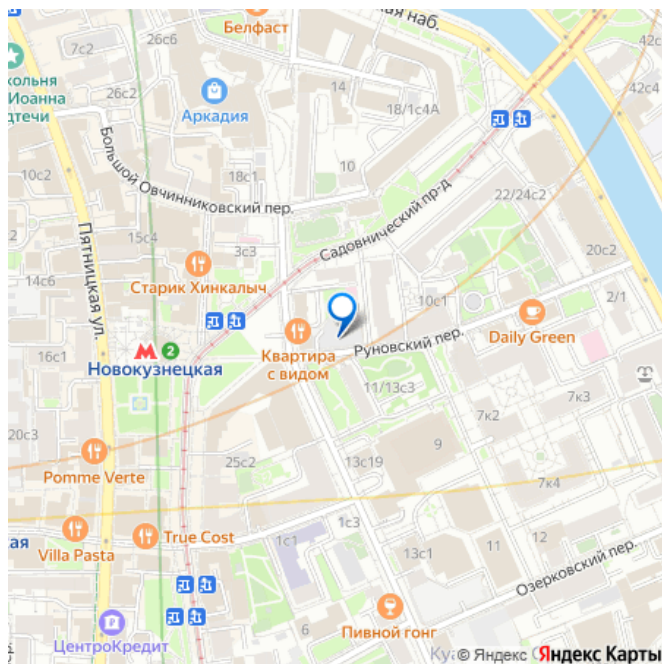 кая наб.
Белфаст
7с2
26с6
14
42с4
кольня
Иоанна
дтечи
26с2
Аркадия
18/1с4А
Большой Овчинниковский пер.
10с2
18с1
10
22/24с2
Садовнический пр-д
Пятницкая ул.
15с4
3с3
20с2
14с6
Старик Хинкалыч
10с1
2/1
16с1
2
Новокузнецкая
Квартира
с видом
Руновский пер.
Daily Green
11/13с3
7к2
20с3
9
Pomme Verte
25с2
13с19
7к4
ая
Villa Pasta
True Cost
1с3
1с1
13с1
11
12
Озерковский пер.
6
ЦентроКредит
Пивной гонг
р.
© Яндекс Яндекс Карты